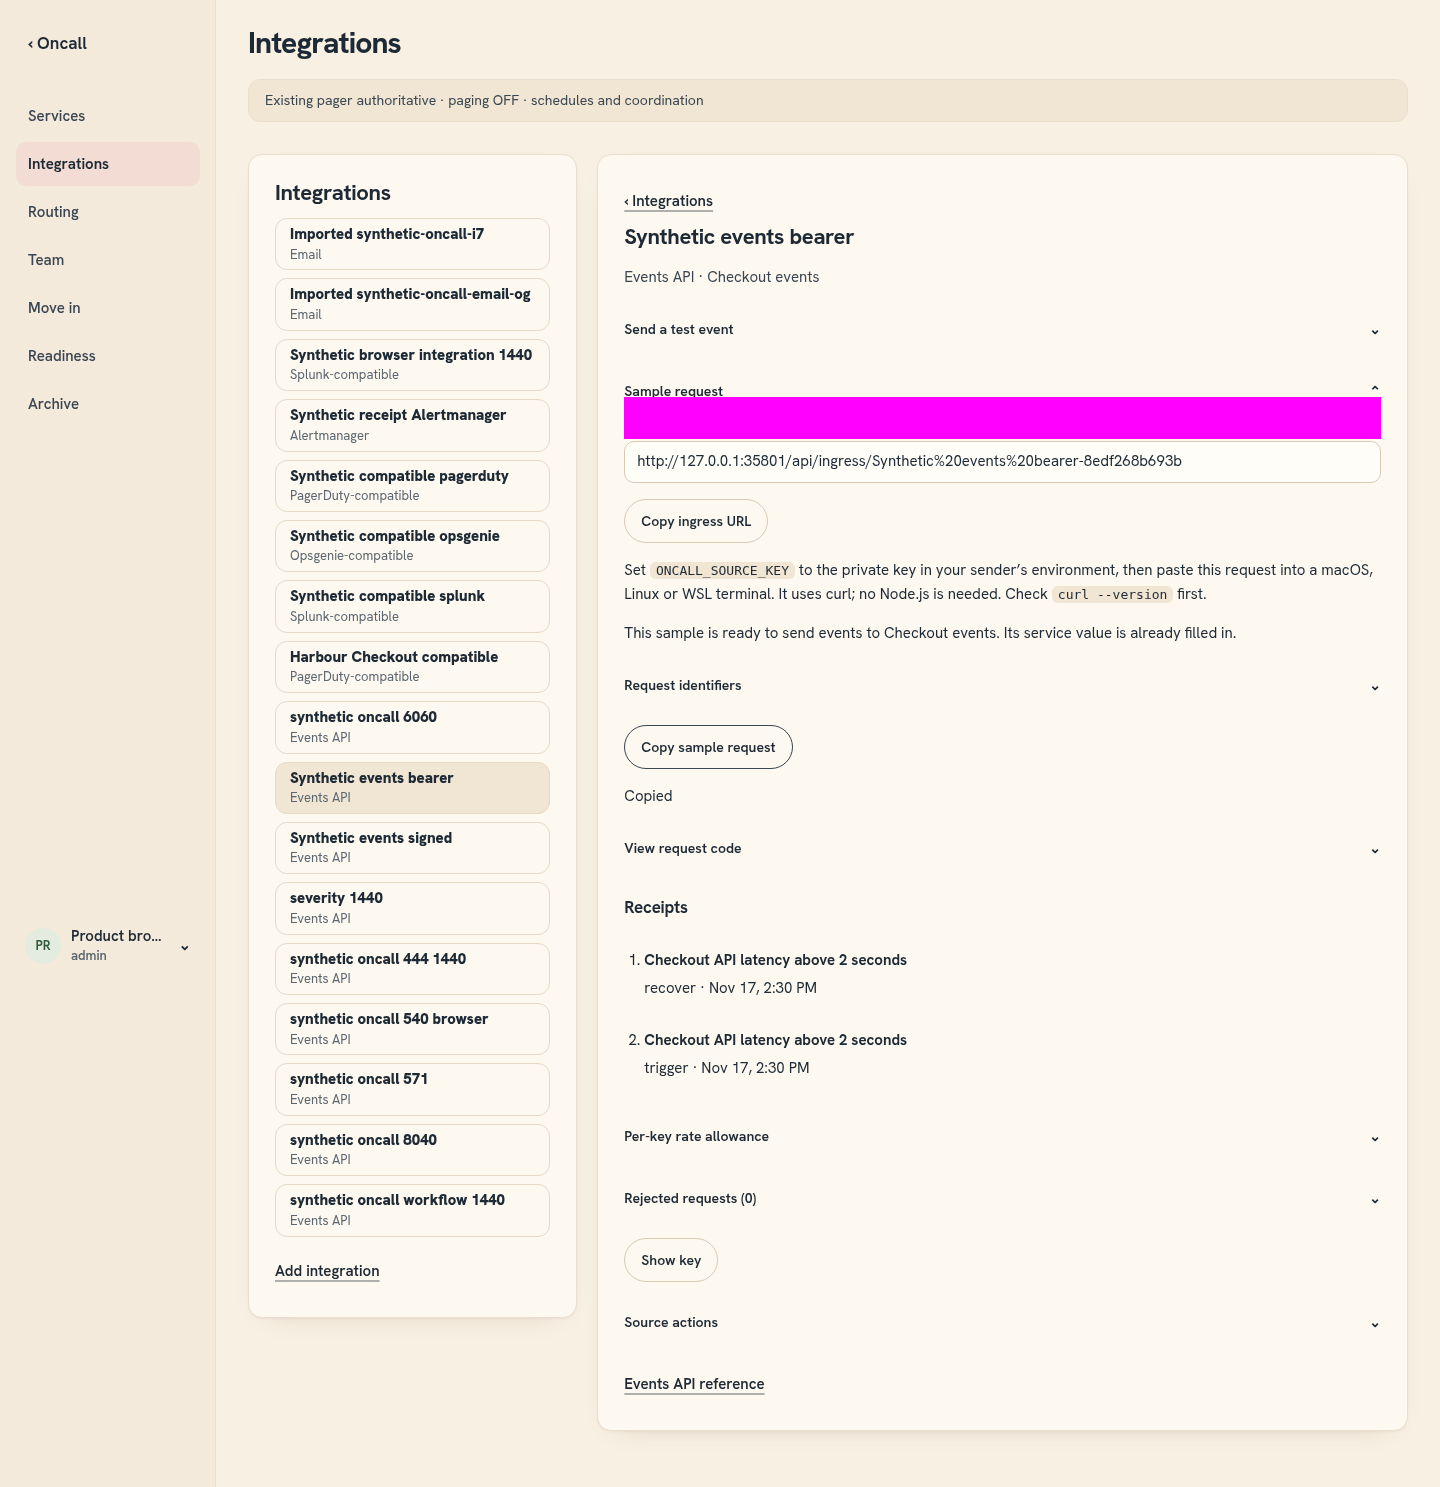 ‹ Oncall
Services
Integrations
Routing
Team
Move in
Readiness
Archive
PR
Product bro...
admin
Integrations
Existing pager authoritative · paging OFF · schedules and coordination
Integrations
Imported synthetic-oncall-i7
Email
Imported synthetic-oncall-email-og
Email
Synthetic browser integration 1440
Splunk-compatible
Synthetic receipt Alertmanager
Alertmanager
Synthetic compatible pagerduty
PagerDuty-compatible
Synthetic compatible opsgenie
Opsgenie-compatible
Synthetic compatible splunk
Splunk-compatible
Harbour Checkout compatible
PagerDuty-compatible
synthetic oncall 6060
Events API
Synthetic events bearer
Events API
Synthetic events signed
Events API
severity 1440
Events API
synthetic oncall 444 1440
Events API
synthetic oncall 540 browser
Events API
synthetic oncall 571
Events API
synthetic oncall 8040
Events API
synthetic oncall workflow 1440
Events API
Add integration
‹ Integrations
Synthetic events bearer
Events API · Checkout events
Send a test event
Sample request
http://127.0.0.1:35801/api/ingress/Synthetic%20events%20bearer-8edf268b693b
Copy ingress URL
Set ONCALL_SOURCE_KEY to the private key in your sender’s environment, then paste this request into a macOS,
Linux or WSL terminal. It uses curl; no Node.js is needed. Check curl --version first.
This sample is ready to send events to Checkout events. Its service value is already filled in.
Request identifiers
Copy sample request
Copied
View request code
Receipts
1. Checkout API latency above 2 seconds
recover · Nov 17, 2:30 PM
2. Checkout API latency above 2 seconds
trigger · Nov 17, 2:30 PM
Per-key rate allowance
Rejected requests (0)
Show key
Source actions
Events API reference